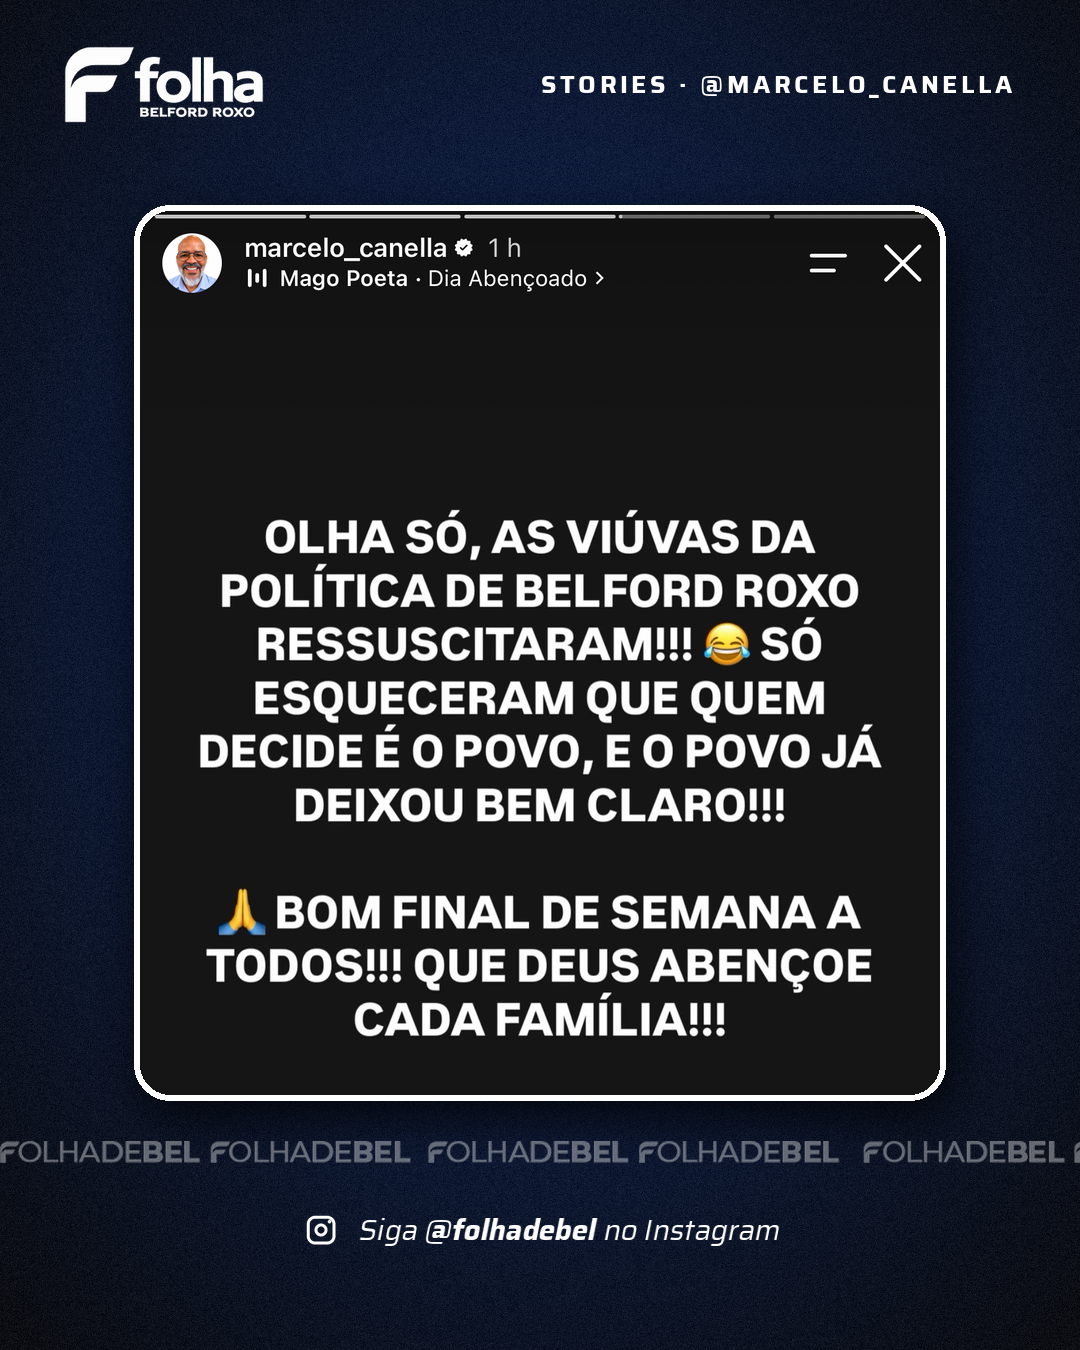 folha
BELFORD ROXO
STORIES · @MARCELO_CANELLA
marcelo_canella 1 h
Mago Poeta · Dia Abençoado >
OLHA SÓ, AS VIÚVAS DA
POLÍTICA DE BELFORD ROXO
RESSUSCITARAM!!! 😂 SÓ
ESQUECERAM QUE QUEM
DECIDE É O POVO, E O POVO JÁ
DEIXOU BEM CLARO!!!
🙏 BOM FINAL DE SEMANA A
TODOS!!! QUE DEUS ABENÇOE
CADA FAMÍLIA!!!
FOLHADEBEL FOLHADEBEL FOLHADEBEL FOLHADEBEL FOLHADEBEL
Siga @folhadebel no Instagram